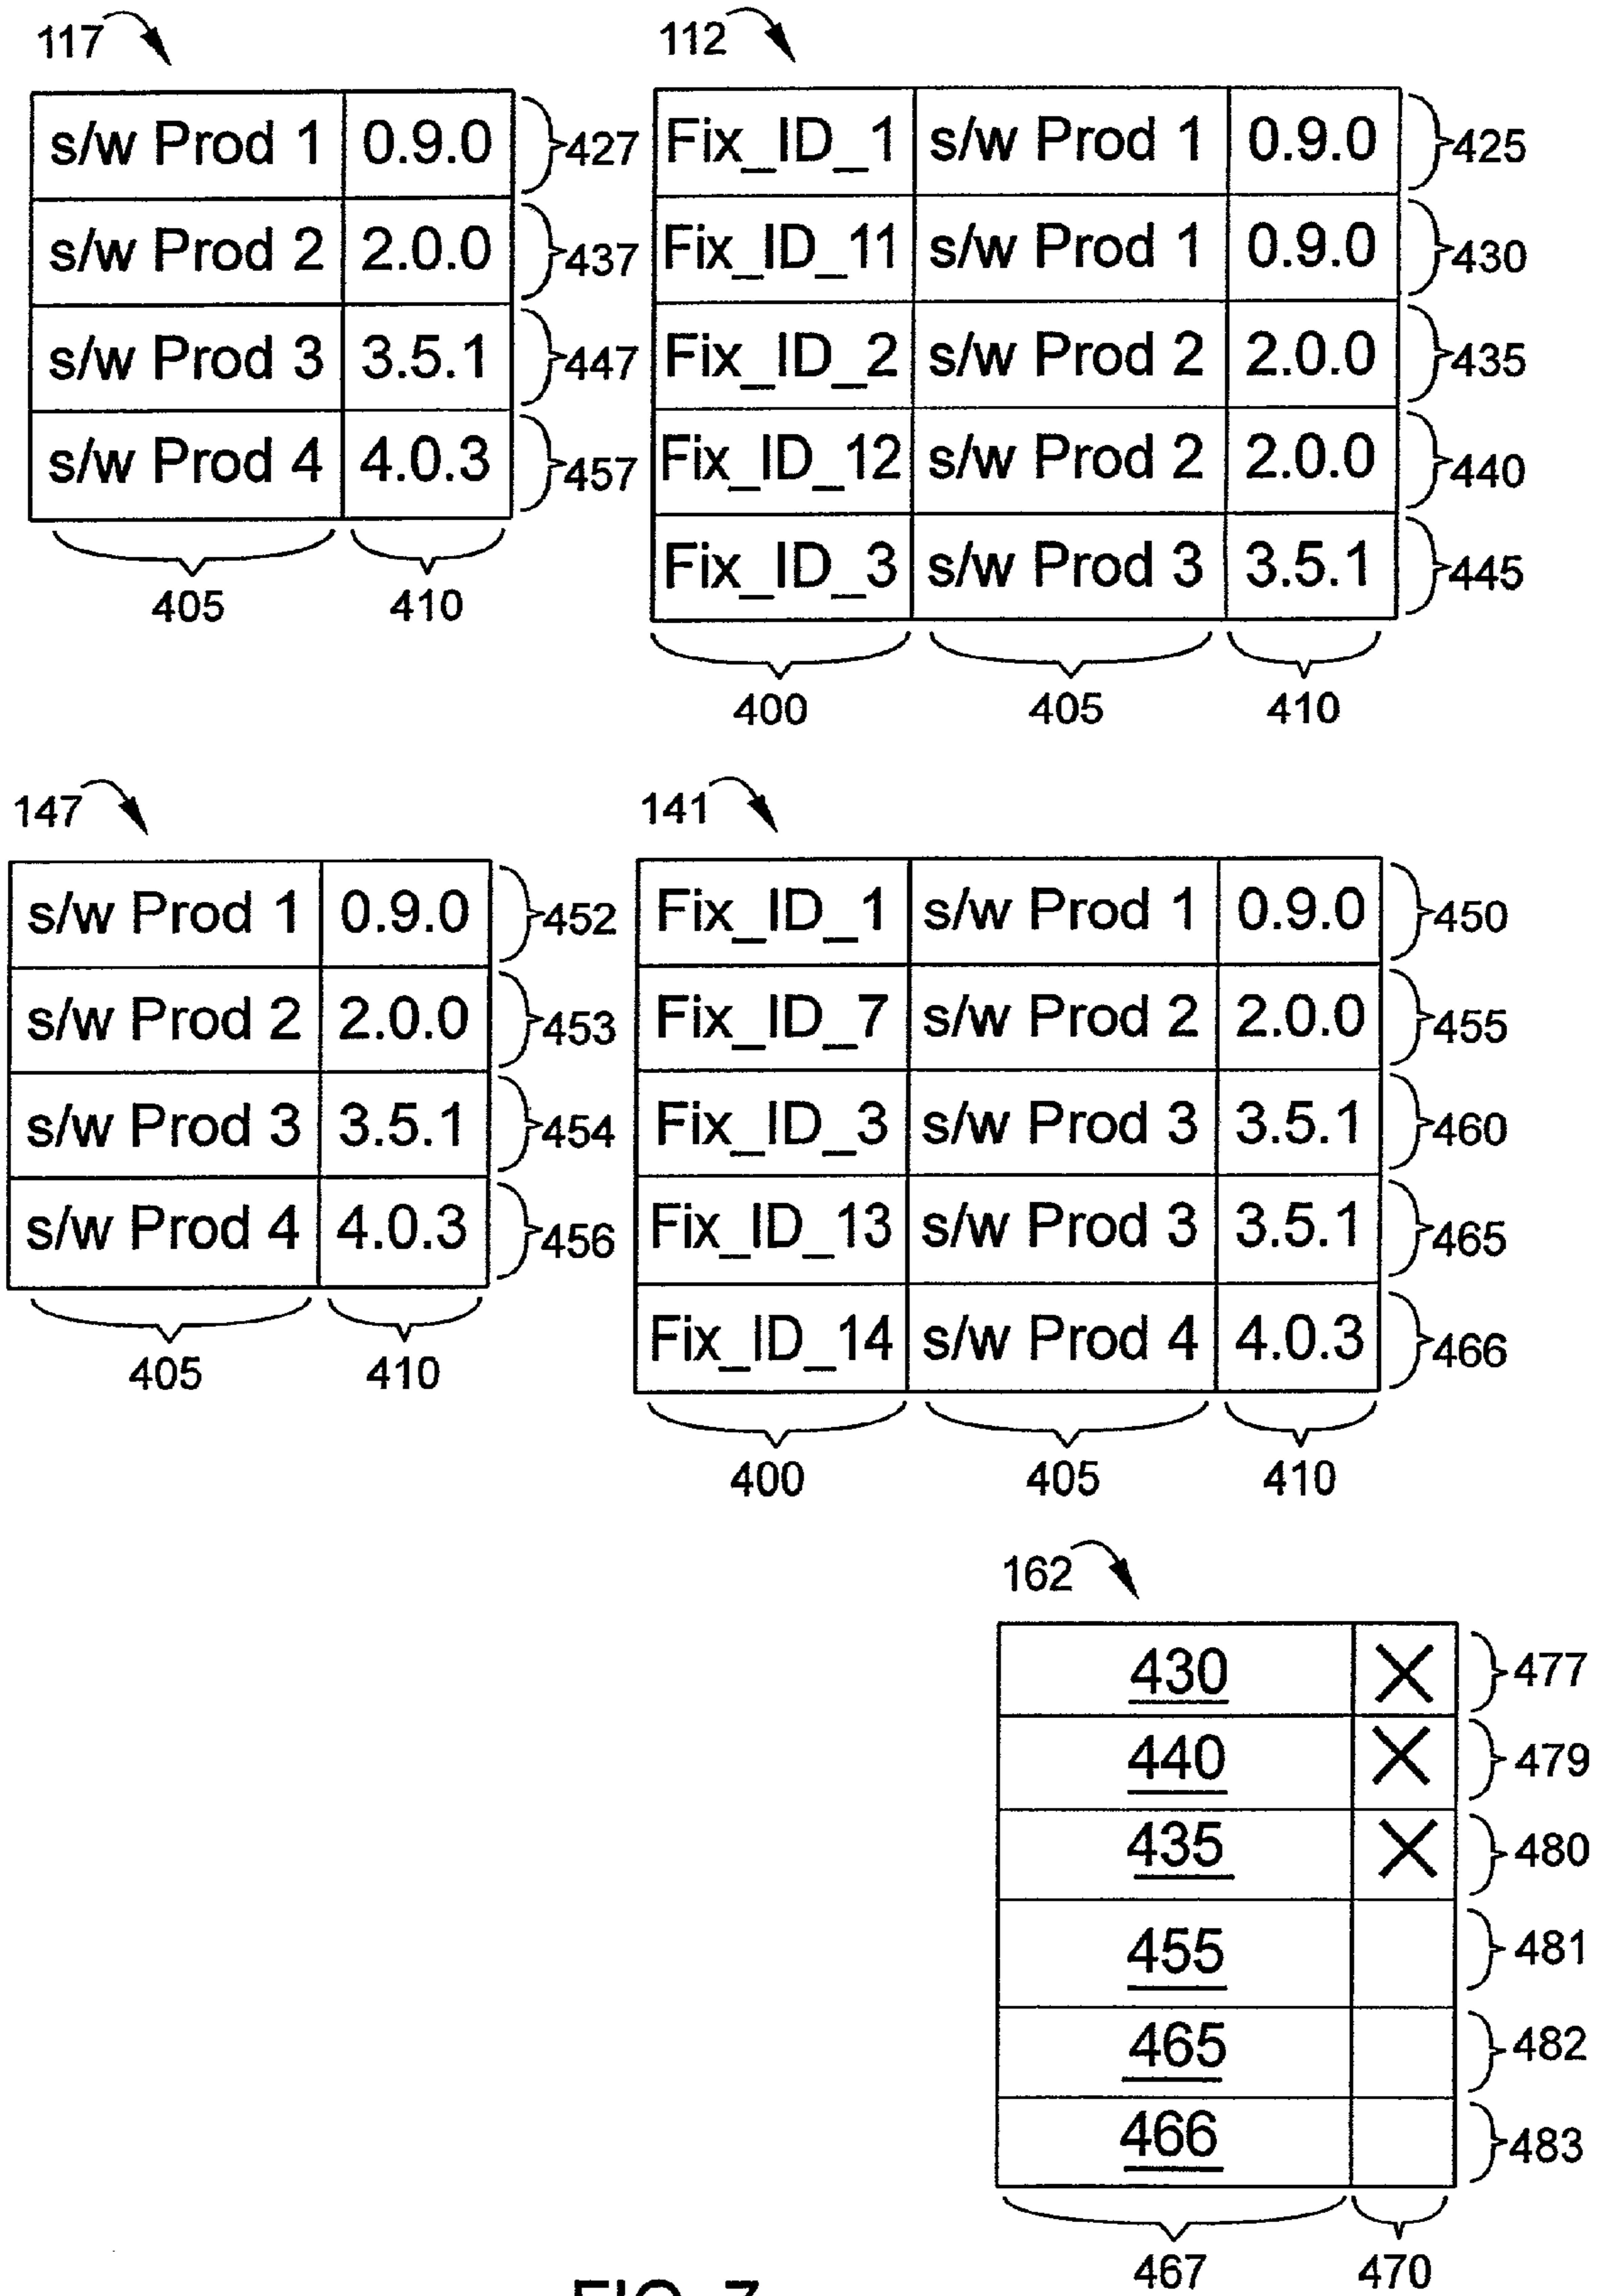 117
s/w Prod 1 0.9.0 427
s/w Prod 2 2.0.0 437
s/w Prod 3 3.5.1 447
s/w Prod 4 4.0.3 457
405 410
112
Fix_ID_1 s/w Prod 1 0.9.0 425
Fix_ID_11 s/w Prod 1 0.9.0 430
Fix_ID_2 s/w Prod 2 2.0.0 435
Fix_ID_12 s/w Prod 2 2.0.0 440
Fix_ID_3 s/w Prod 3 3.5.1 445
400 405 410
147
s/w Prod 1 0.9.0 452
s/w Prod 2 2.0.0 453
s/w Prod 3 3.5.1 454
s/w Prod 4 4.0.3 456
405 410
141
Fix_ID_1 s/w Prod 1 0.9.0 450
Fix_ID_7 s/w Prod 2 2.0.0 455
Fix_ID_3 s/w Prod 3 3.5.1 460
Fix_ID_13 s/w Prod 3 3.5.1 465
Fix_ID_14 s/w Prod 4 4.0.3 466
400 405 410
162
430 X 477
440 X 479
435 X 480
455 481
465 482
466 483
467 470